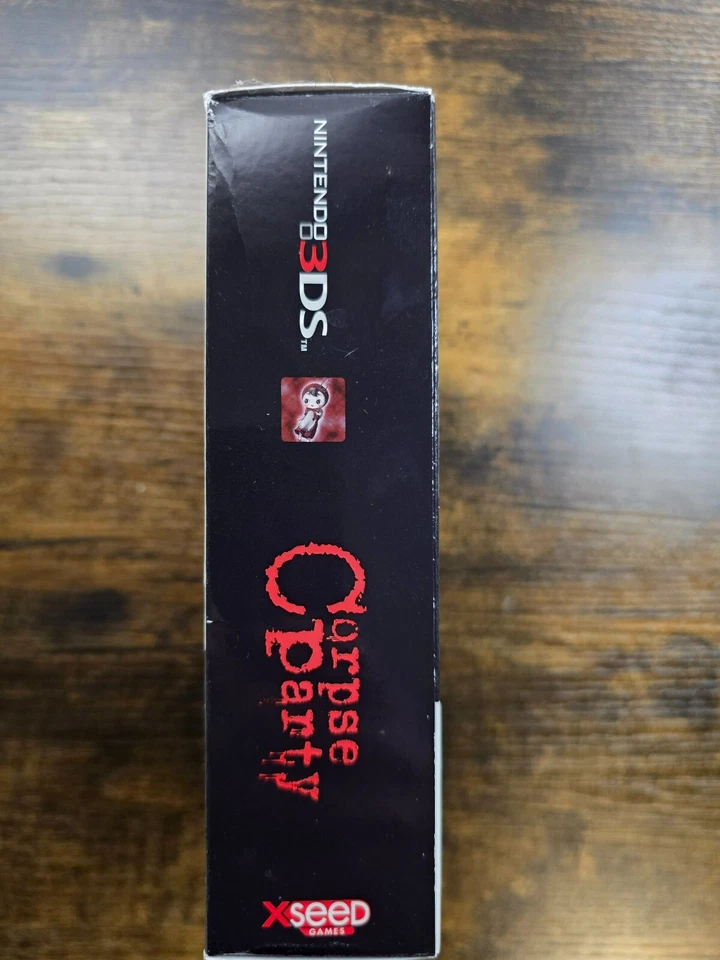 NINTENDO
3DS™
Corpse
Party
XSEED
GAMES